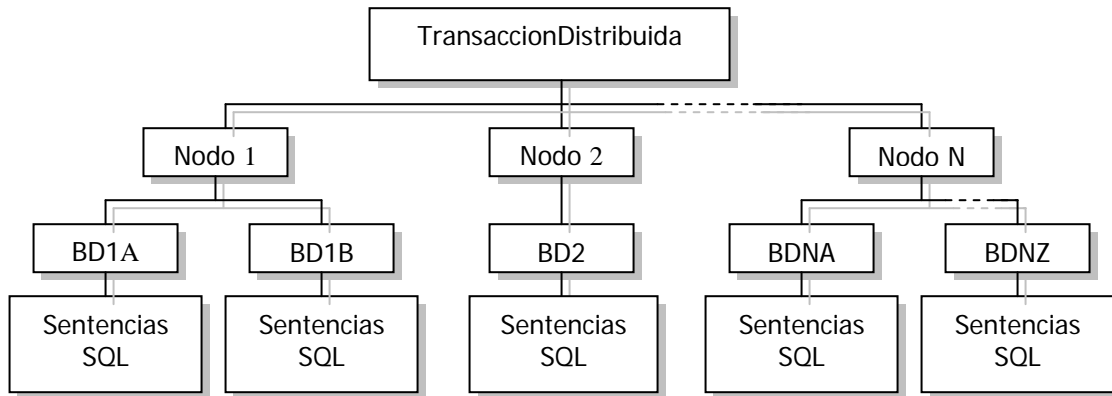 TransaccionDistribuida
Nodo 1
Nodo 2
Nodo N
BD1A
BD1B
BD2
BDNA
BDNZ
Sentencias
SQL
Sentencias
SQL
Sentencias
SQL
Sentencias
SQL
Sentencias
SQL